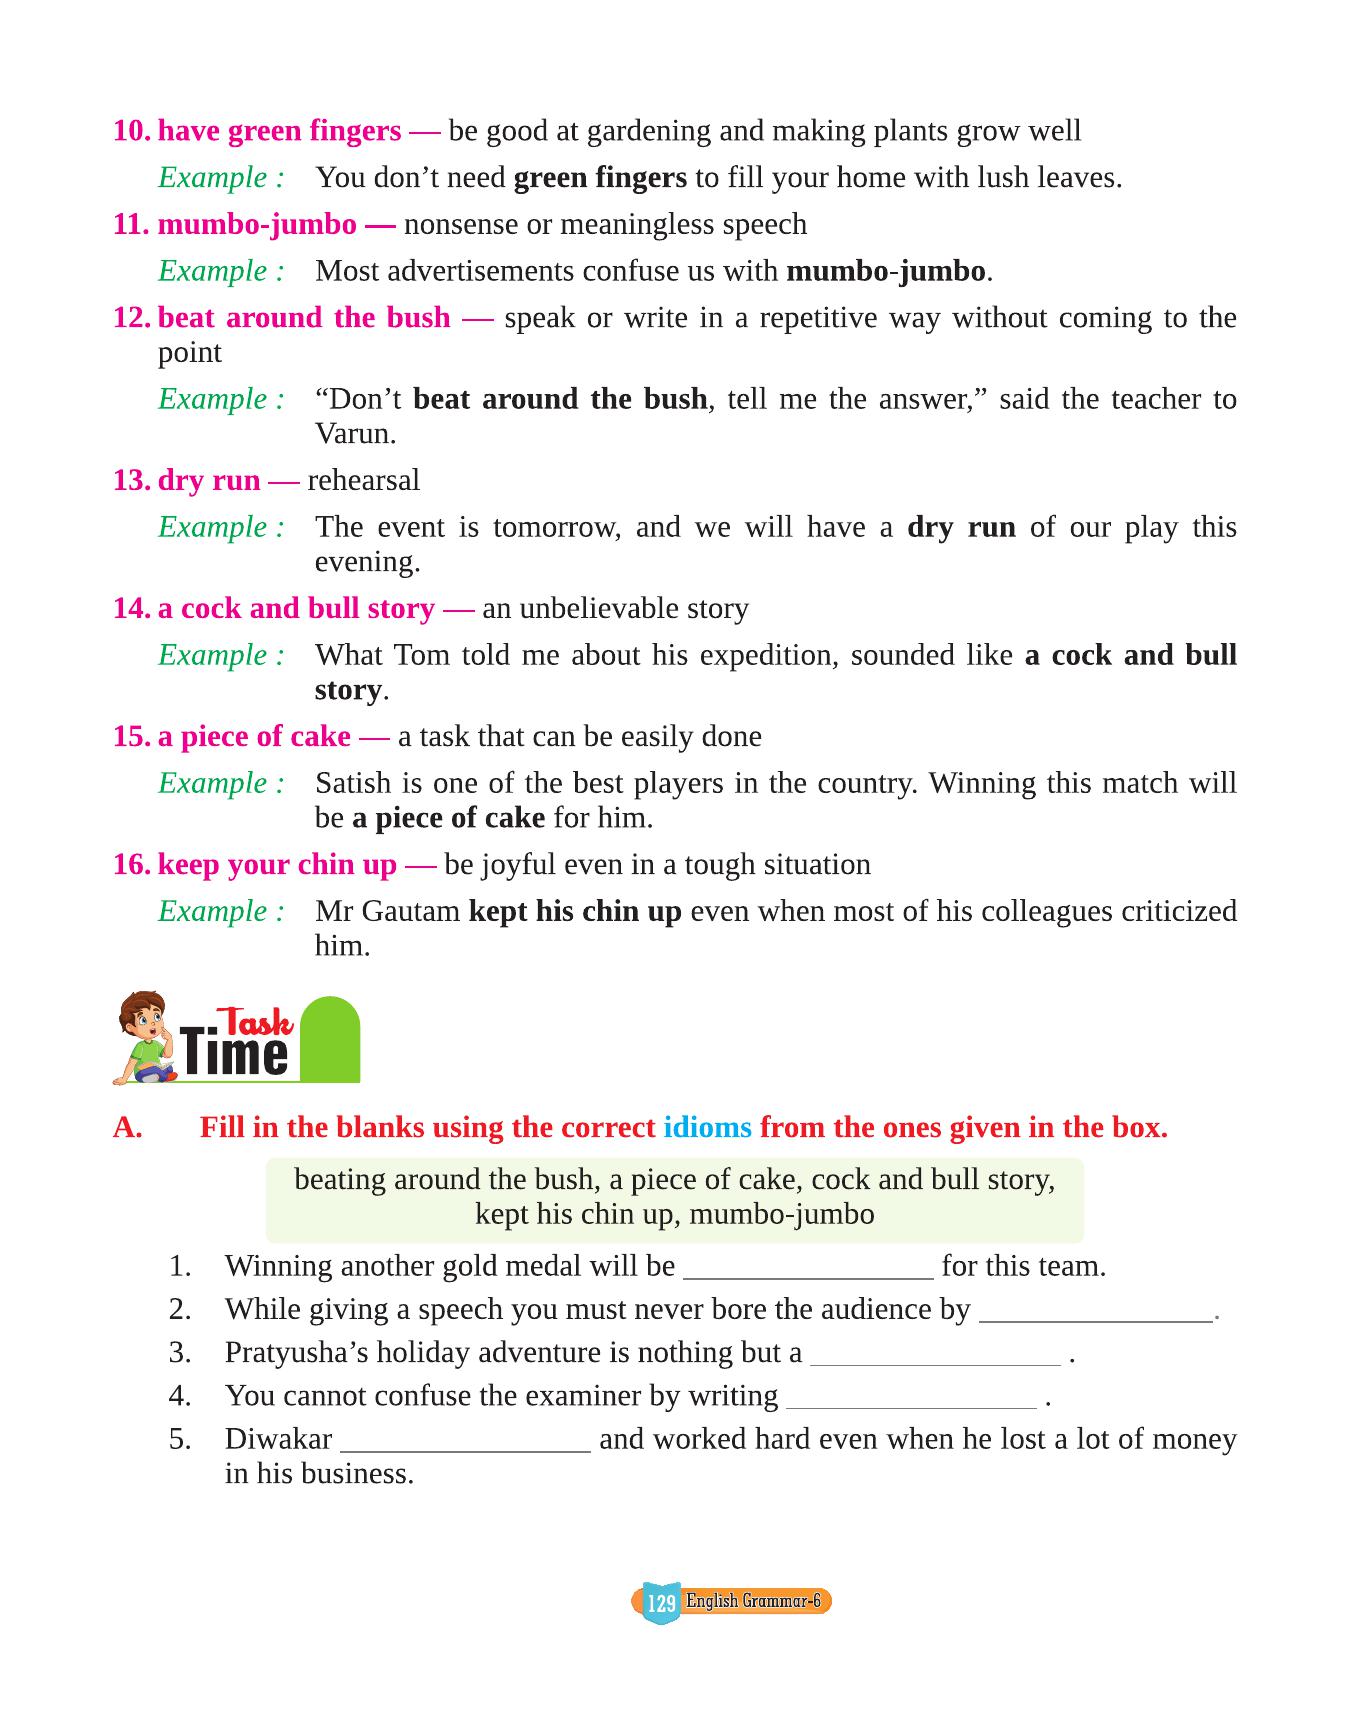 10. have green fingers — be good at gardening and making plants grow well
Example : You don’t need green fingers to fill your home with lush leaves.
11. mumbo-jumbo — nonsense or meaningless speech
Example : Most advertisements confuse us with mumbo-jumbo.
12. beat around the bush — speak or write in a repetitive way without coming to the
point
Example : “Don’t beat around the bush, tell me the answer,” said the teacher to
Varun.
13. dry run — rehearsal
Example : The event is tomorrow, and we will have a dry run of our play this
evening.
14. a cock and bull story — an unbelievable story
Example : What Tom told me about his expedition, sounded like a cock and bull
story.
15. a piece of cake — a task that can be easily done
Example : Satish is one of the best players in the country. Winning this match will
be a piece of cake for him.
16. keep your chin up — be joyful even in a tough situation
Example : Mr Gautam kept his chin up even when most of his colleagues criticized
him.
Task
Time
A. Fill in the blanks using the correct idioms from the ones given in the box.
beating around the bush, a piece of cake, cock and bull story,
kept his chin up, mumbo-jumbo
1. Winning another gold medal will be ________________ for this team.
2. While giving a speech you must never bore the audience by _______________.
3. Pratyusha’s holiday adventure is nothing but a ________________ .
4. You cannot confuse the examiner by writing ________________ .
5. Diwakar ________________ and worked hard even when he lost a lot of money
in his business.
129 English Grammar-6